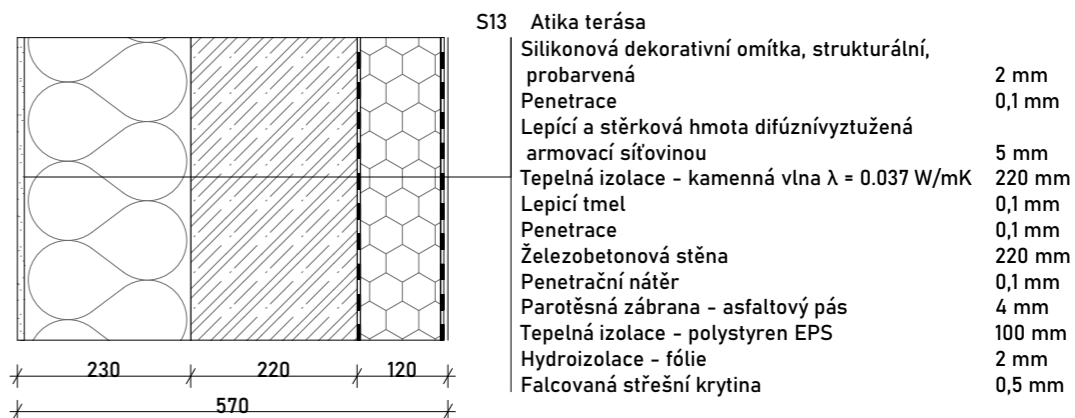 S13 Atika terása
Silikonová dekorativní omítka, strukturální,
probarvená 2 mm
Penetrace 0,1 mm
Lepící a stěrková hmota difúznívyztužená
armovací síťovinou 5 mm
Tepelná izolace - kamenná vlna λ = 0.037 W/mK 220 mm
Lepicí tmel 0,1 mm
Penetrace 0,1 mm
Železobetonová stěna 220 mm
Penetrační nátěr 0,1 mm
Parotěsná zábrana - asfaltový pás 4 mm
Tepelná izolace - polystyren EPS 100 mm
Hydroizolace - fólie 2 mm
Falcovaná střešní krytina 0,5 mm
230 220 120
570